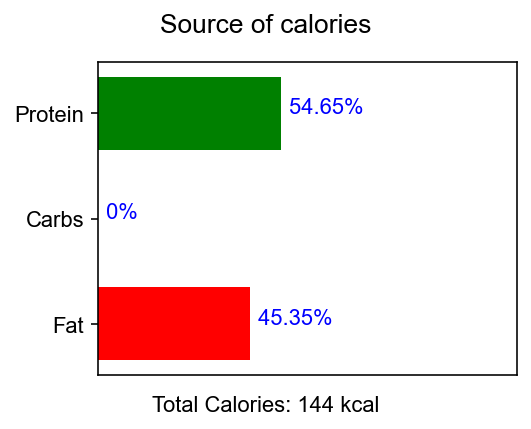 Source of calories
Protein
54.65%
Carbs
0%
Fat
45.35%
Total Calories: 144 kcal